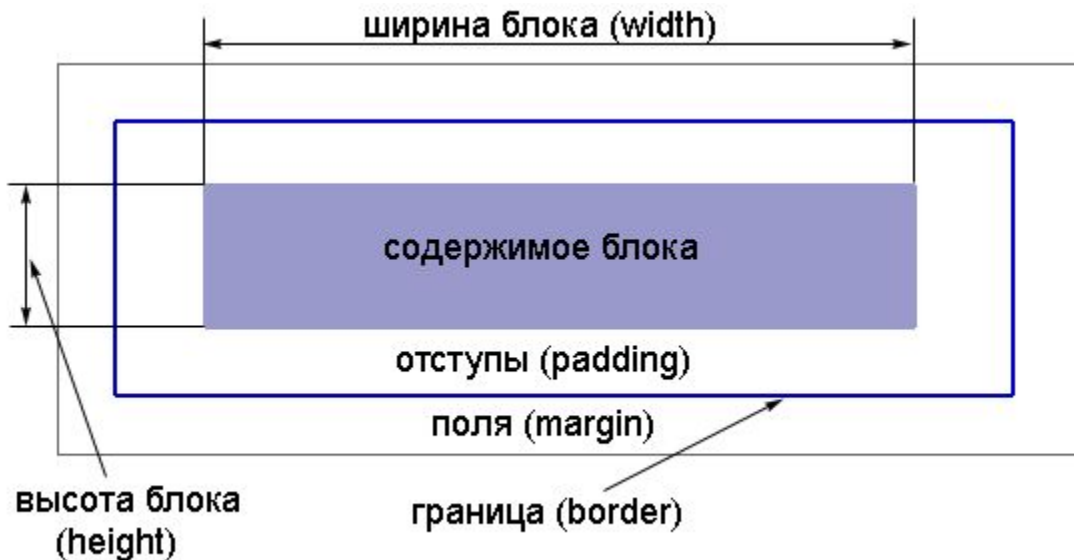 ширина блока (width)
содержимое блока
отступы (padding)
поля (margin)
высота блока
(height)
граница (border)